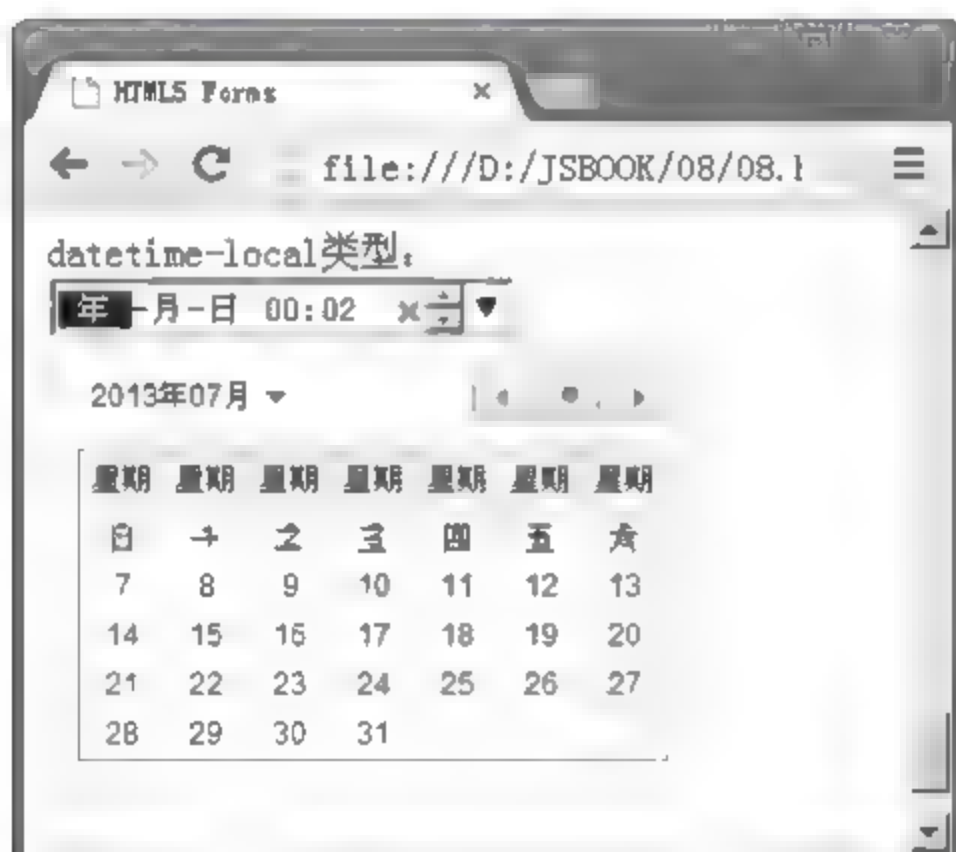 HTML5 Forms
file:///D:/JSBOOK/08/08.
datetime-local类型:
年-月-日 00:02
2013年07月
星期 星期 星期 星期 星期 星期 星期
日 一 二 三 四 五 六
7 8 9 10 11 12 13
14 15 16 17 18 19 20
21 22 23 24 25 26 27
28 29 30 31